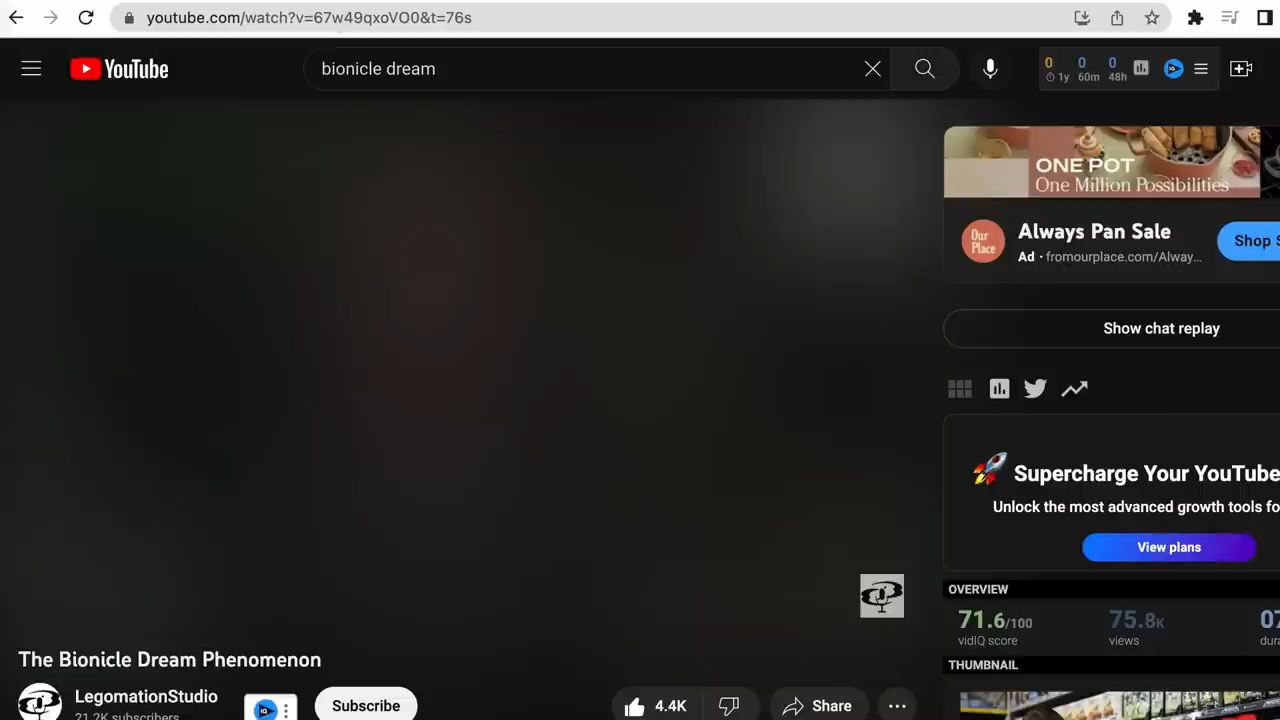 youtube.com/watch?v=67w49qxoVO0&t=76s
YouTube
bionicle dream
0 0 0
1y 60m 48h
ONE POT
One Million Possibilities
Our
Place
Always Pan Sale
Ad · fromourplace.com/Alway...
Shop
Show chat replay
Supercharge Your YouTube
Unlock the most advanced growth tools fo
View plans
OVERVIEW
71.6/100
75.8K
07
vidIQ score
views
dura
THUMBNAIL
The Bionicle Dream Phenomenon
LegomationStudio
21.2K subscribers
Subscribe
4.4K
Share